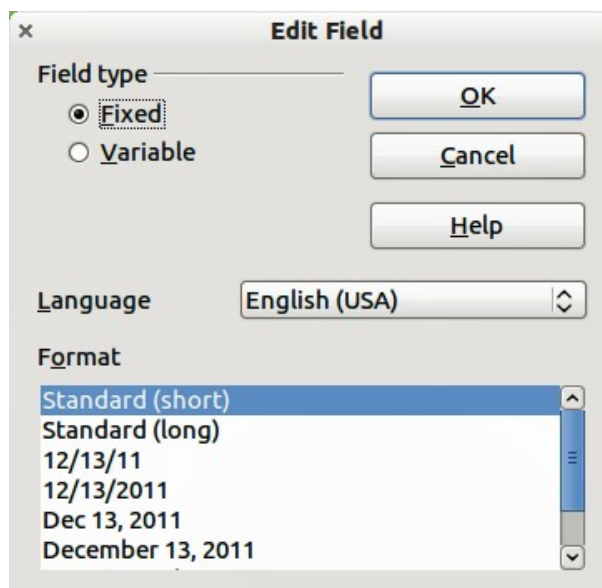 Edit Field
Field type
Fixed
Variable
OK
Cancel
Help
Language
English (USA)
Format
Standard (short)
Standard (long)
12/13/11
12/13/2011
Dec 13, 2011
December 13, 2011